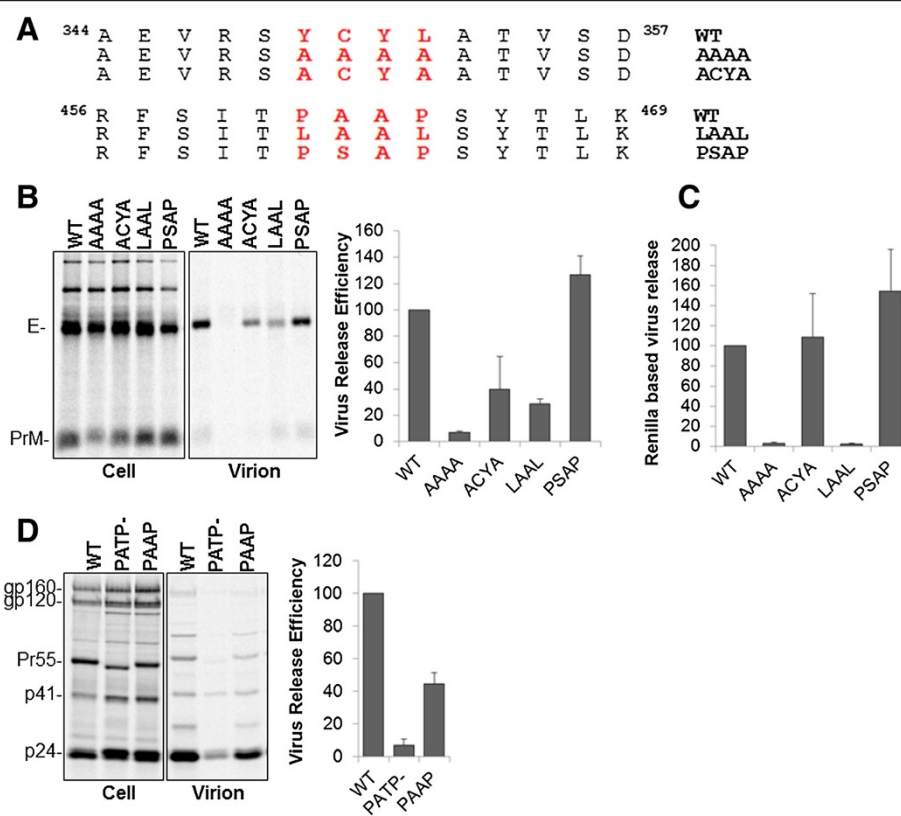 A
344 A E V R S Y C Y L A T V S D 357 WT
A E V R S A A A A A T V S D AAAA
A E V R S A C Y A A T V S D ACYA
456 R F S I T P A A P S Y T L K 469 WT
R F S I T L A A L S Y T L K LAAL
R F S I T P S A P S Y T L K PSAP
B
WT AAAA ACYA LAAL PSAP
WT AAAA ACYA LAAL PSAP
E-
PrM-
Cell
Virion
Virus Release Efficiency
160
140
120
100
80
60
40
20
0
WT AAAA ACYA LAAL PSAP
C
Renilla based virus release
200
180
160
140
120
100
80
60
40
20
0
WT AAAA ACYA LAAL PSAP
D
WT PATP- PAAP
WT PATP- PAAP
gp160-
gp120-
Pr55-
p41-
p24-
Cell
Virion
Virus Release Efficiency
120
100
80
60
40
20
0
WT PATP- PAAP